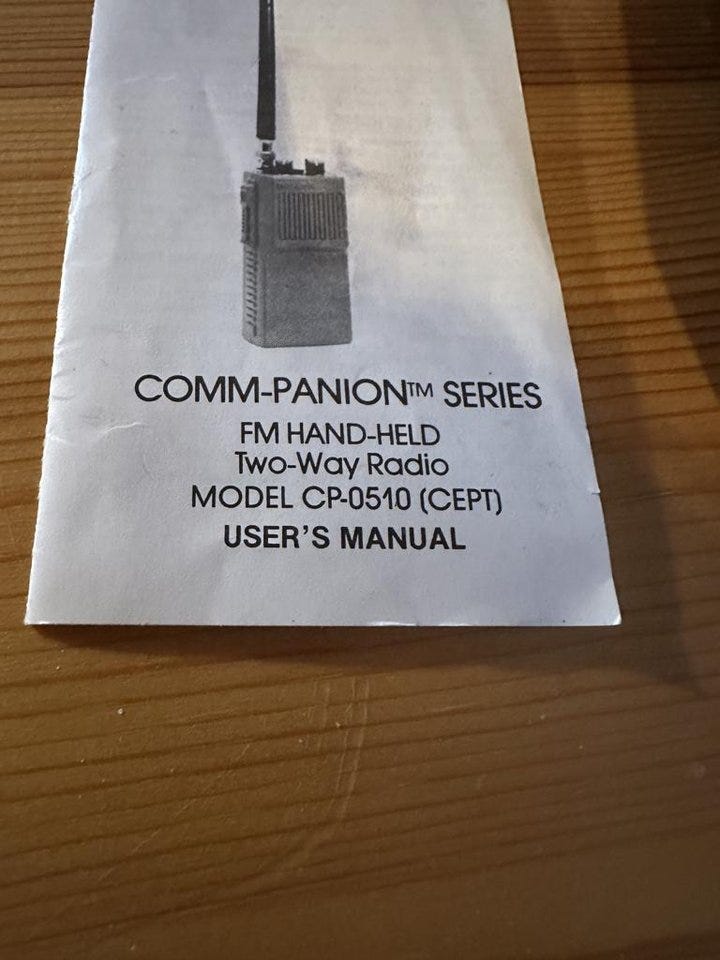 COMM-PANION™ SERIES
FM HAND-HELD
Two-Way Radio
MODEL CP-0510 (CEPT)
USER'S MANUAL